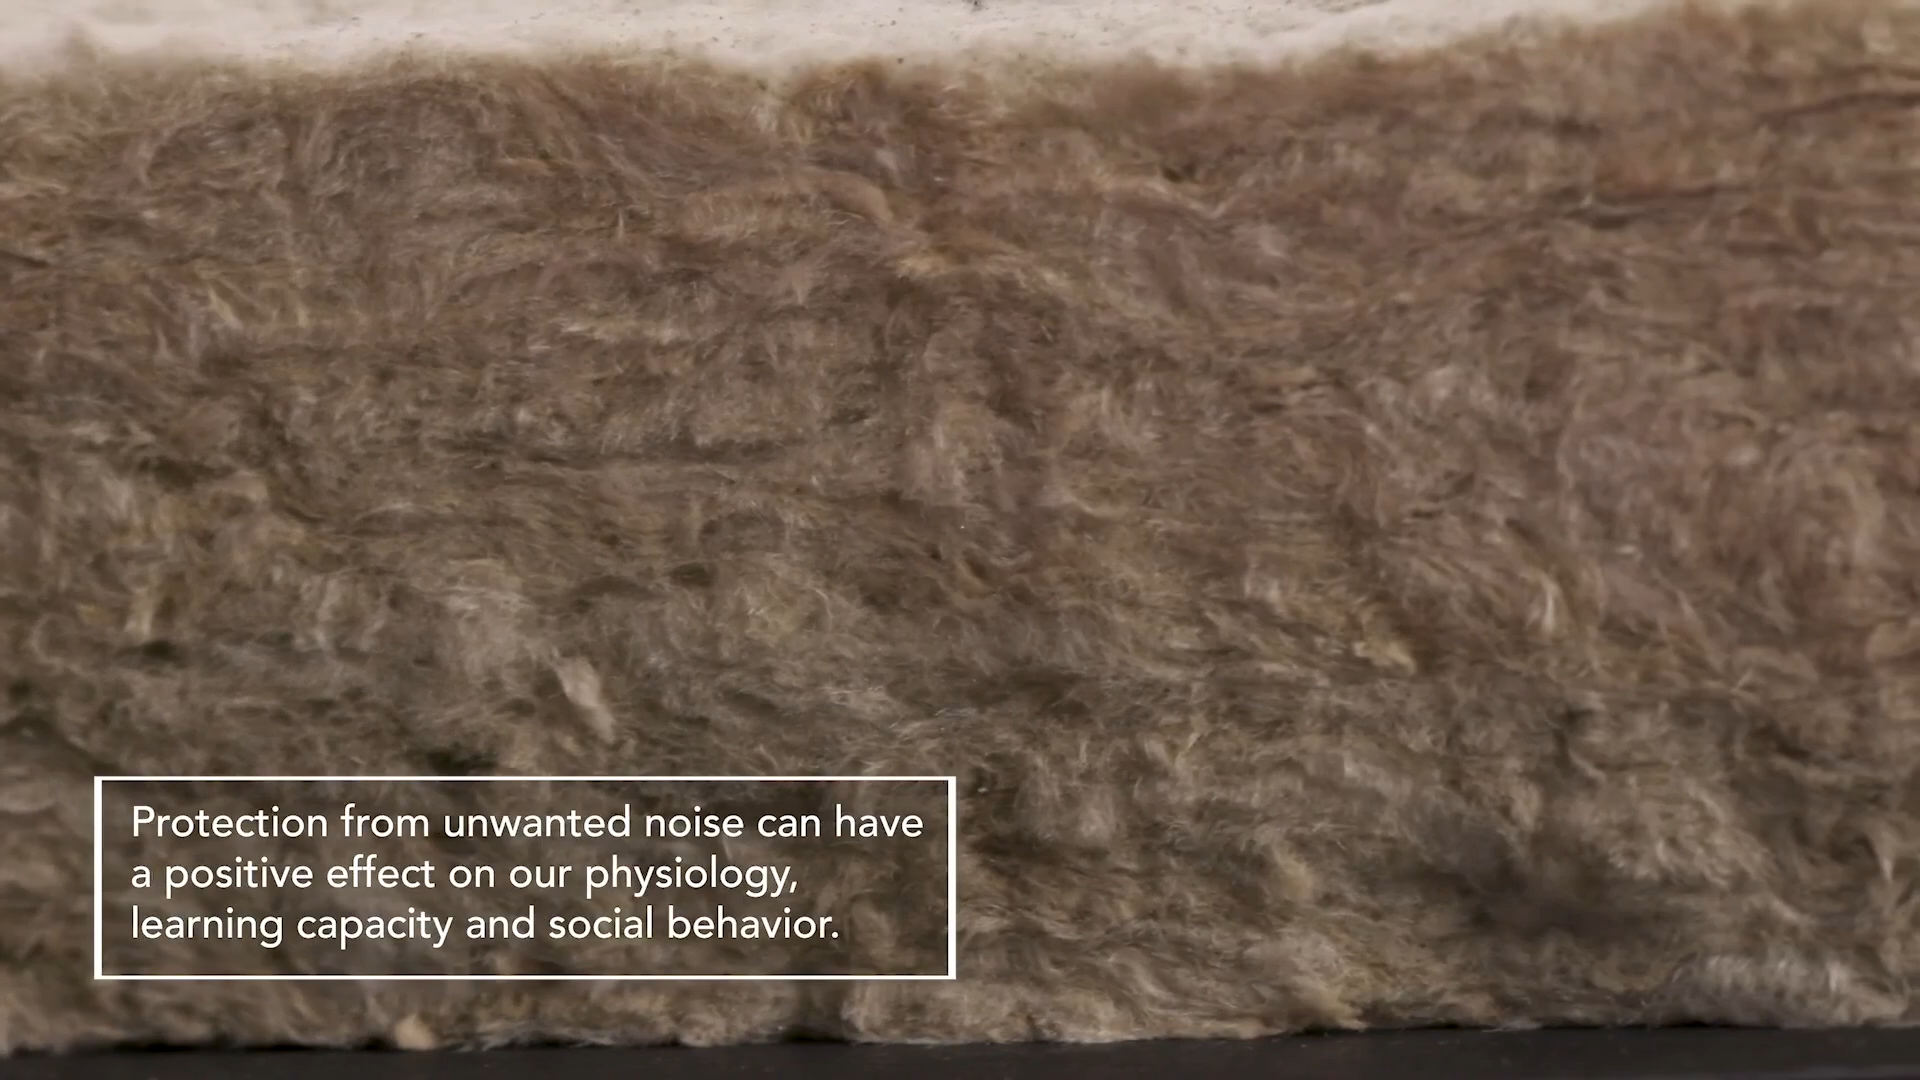 Protection from unwanted noise can have
a positive effect on our physiology,
learning capacity and social behavior.